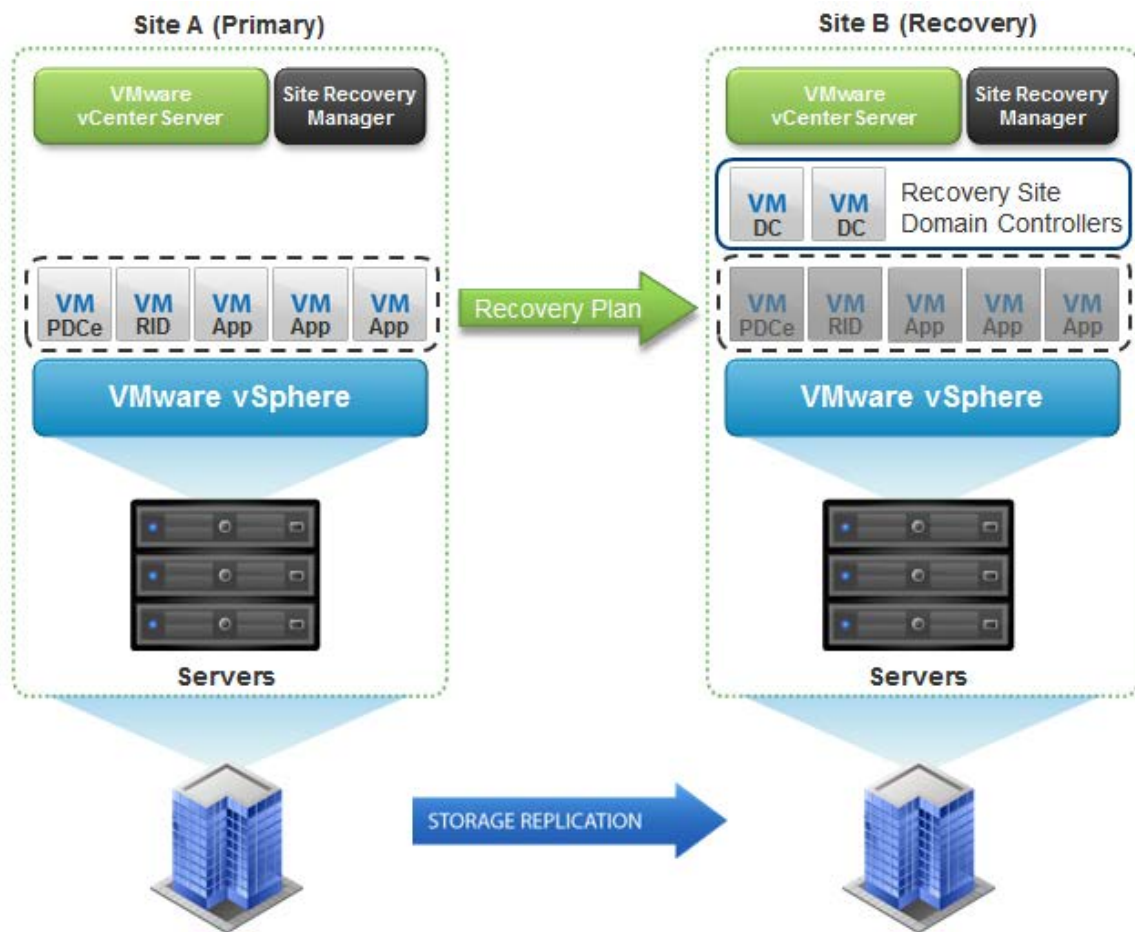 Site A (Primary)
VMware
vCenter Server
Site Recovery
Manager
VM
PDCe
VM
RID
VM
App
VM
App
VM
App
VMware vSphere
Servers
Recovery Plan
STORAGE REPLICATION
Site B (Recovery)
VMware
vCenter Server
Site Recovery
Manager
VM
DC
VM
DC
Recovery Site
Domain Controllers
VM
PDCe
VM
RID
VM
App
VM
App
VM
App
VMware vSphere
Servers